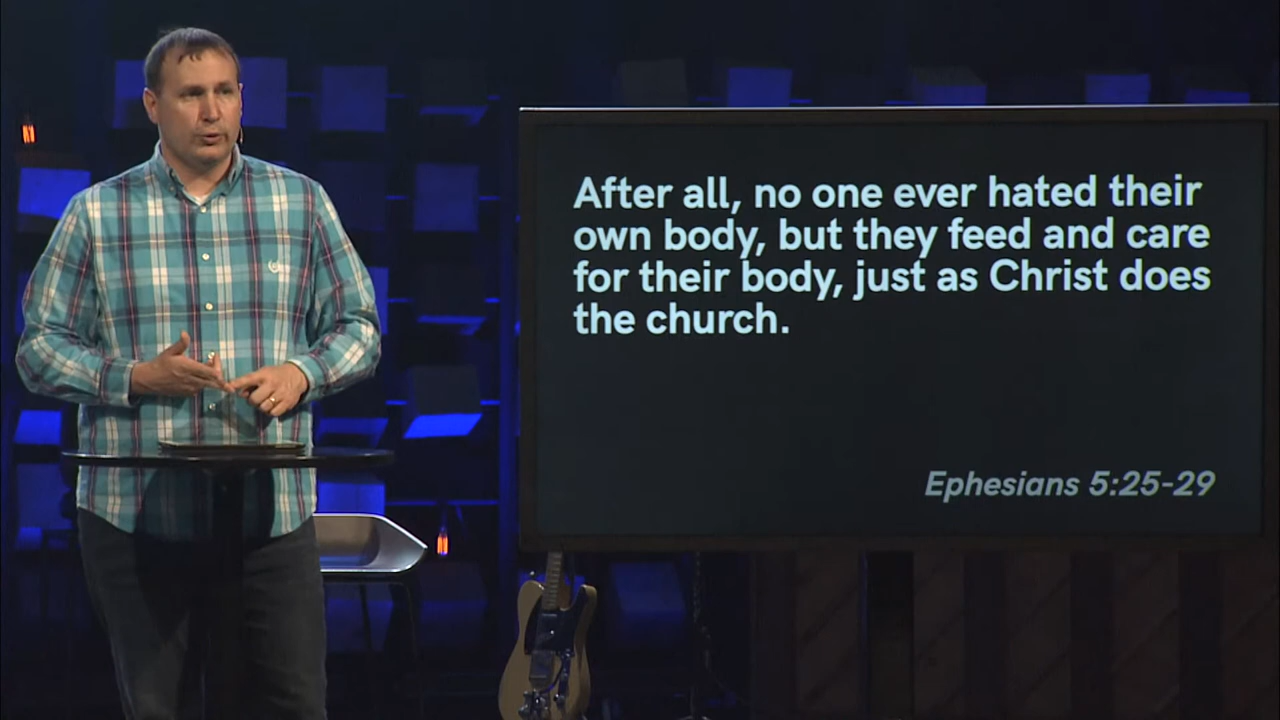 After all, no one ever hated their
own body, but they feed and care
for their body, just as Christ does
the church.
Ephesians 5:25-29